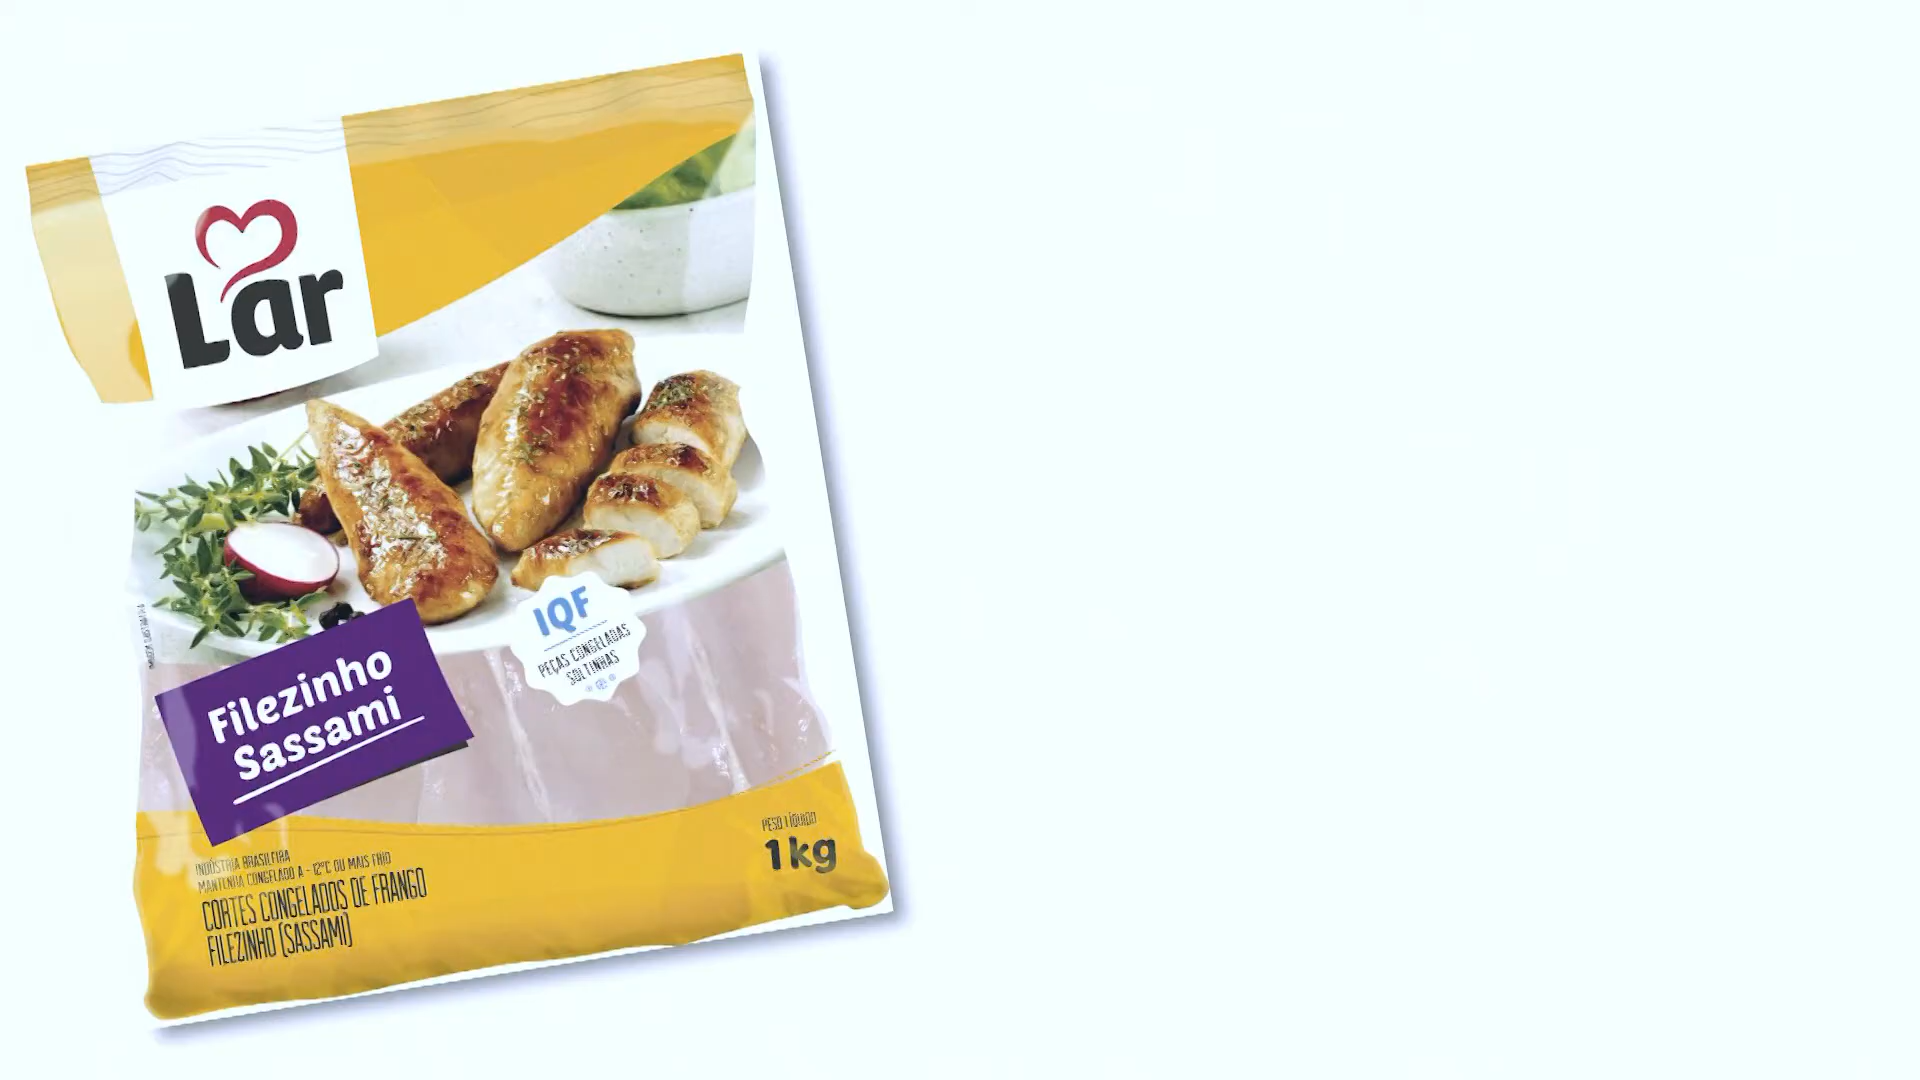 Lar
IQF
PEÇAS CONGELADAS
SOLTINHAS
Filezinho
Sassami
PESO LÍQUIDO
1kg
INDÚSTRIA BRASILEIRA
MANTENHA CONGELADO A -12°C OU MAIS FRIO
CORTES CONGELADOS DE FRANGO
FILEZINHO (SASSAMI)